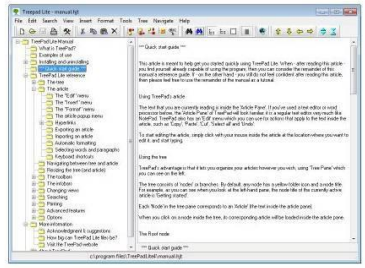 Treepad Lite - manual.hjt
File Edit Search View Insert Format Tools Tree Navigate Help
TreePad Lite Manual
What is TreePad?
Examples of use
Installing and uninstalling
*** Quick start guide ***
TreePad Lite reference
The tree
The article
The "Edit" menu
The "Insert" menu
The "Format" menu
The article popup menu
Hyperlinks
Exporting an article
Importing an article
Automatic formatting
Selecting words and paragraphs
Keyboard shortcuts
Navigating between tree and article
Resizing the tree (and article)
The toolbars
The nodebars
Changing views
Searching
Printing
Advanced features
Options
More information
Acknowledgment & suggestions
How big can TreePad Lite files be?
Visit the TreePad website
*** Quick start guide ***
This article is meant to help you get started quickly using TreePad Lite. When - after reading this article -
you find yourself already capable of using the program, then you can consider the remainder of this
manual a reference guide. If - on the other hand - you still do not feel confident after reading this article,
then please feel free to use the remainder of the manual as a tutorial.
Using TreePad's article
The text that you are currently reading is inside the 'Article Pane'. If you've used a text editor or word
processor before, the 'Article Pane' of TreePad will look familiar, it is a regular text editor very much like
NotePad. TreePad also has an 'Edit' menu which you can use to actions that apply to the text inside the
article, such as 'Copy', 'Paste', 'Cut', 'Select all' and 'Undo'.
To start editing the article, simply click with your mouse inside the article at the location where you want to
edit it, and start typing.
Using the tree
TreePad's advantage is that it lets you organize your articles however you wish, using 'Tree Pane' which
you can see on the left.
The tree consists of 'nodes' or branches. By default, any node has a yellow folder icon and a node title.
For example, as you can see when you look at the left-hand pane, the node title of the currently active
article is 'Getting started'.
Each 'Node' in the tree pane corresponds to an 'Article' (the text inside the article pane).
When you click on a node inside the tree, its corresponding article will be loaded inside the article pane.
The Root node
*** Quick start guide ***
c:\program files\TreePadLite\manual.hjt